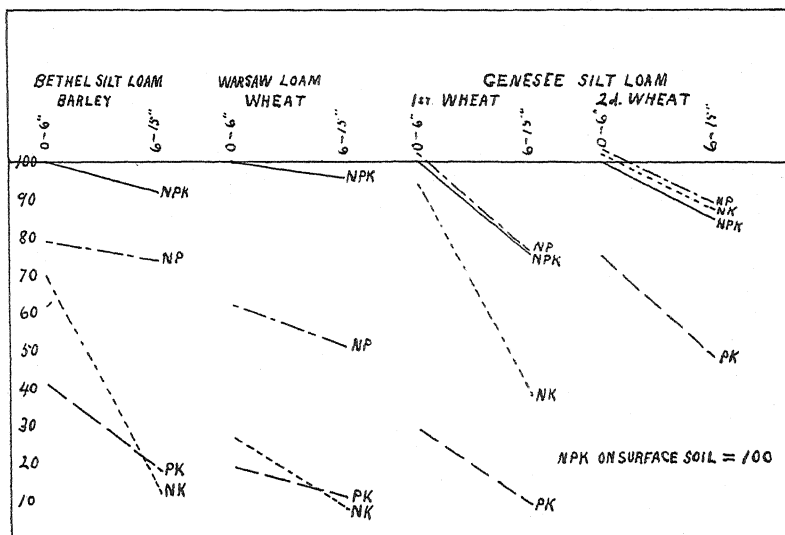 BETHEL SILT LOAM
BARLEY
WARSAW LOAM
WHEAT
GENESEE SILT LOAM
1ST. WHEAT
2d. WHEAT
0-6"
6-15"
0-6"
6-15"
0-6"
6-15"
0-6"
6-15"
100
90
80
70
60
50
40
30
20
10
NPK
NP
PK
NK
NPK
NP
PK
NK
NP
NPK
NK
PK
NP
NK
NPK
PK
NPK ON SURFACE SOIL = 100